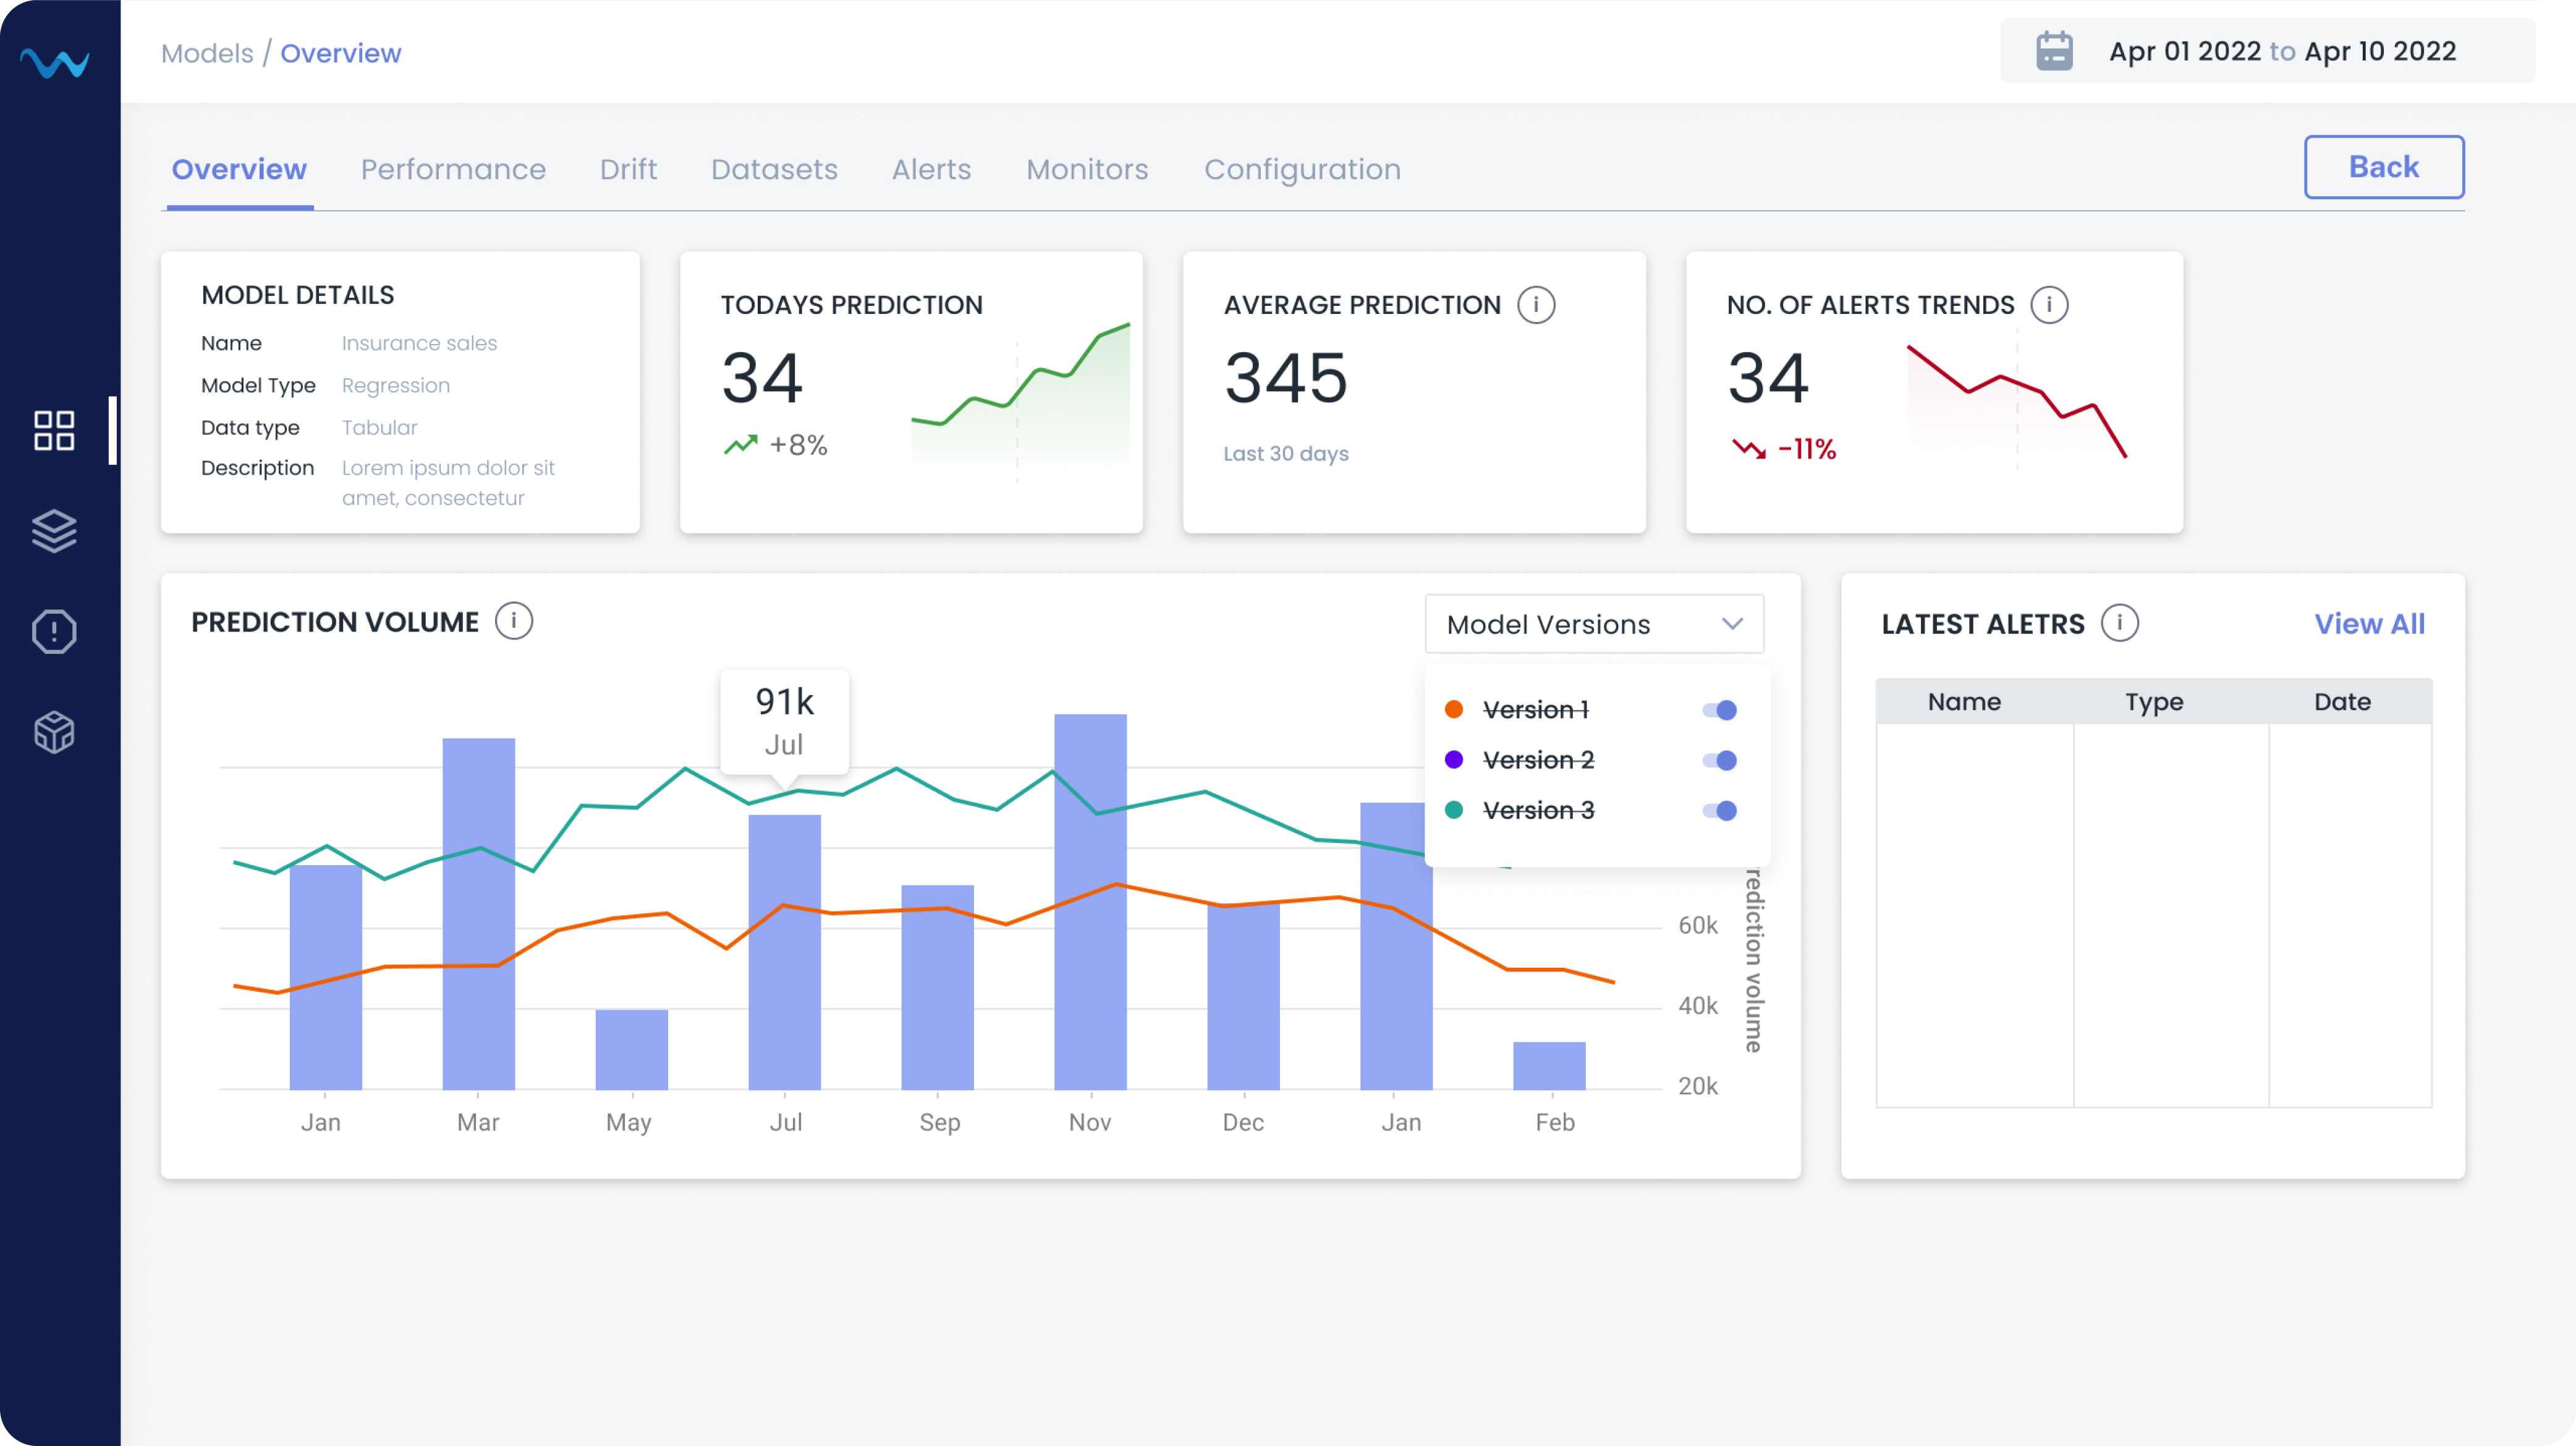 Models / Overview
Apr 01 2022 to Apr 10 2022
Overview Performance Drift Datasets Alerts Monitors Configuration
Back
MODEL DETAILS
Name Insurance sales
Model Type Regression
Data type Tabular
Description Lorem ipsum dolor sit
amet, consectetur
TODAYS PREDICTION
34
+8%
AVERAGE PREDICTION
345
Last 30 days
NO. OF ALERTS TRENDS
34
-11%
PREDICTION VOLUME
Model Versions
Version 1
Version 2
Version 3
91k
Jul
60k
40k
20k
rediction volume
Jan Mar May Jul Sep Nov Dec Jan Feb
LATEST ALETRS
View All
Name Type Date